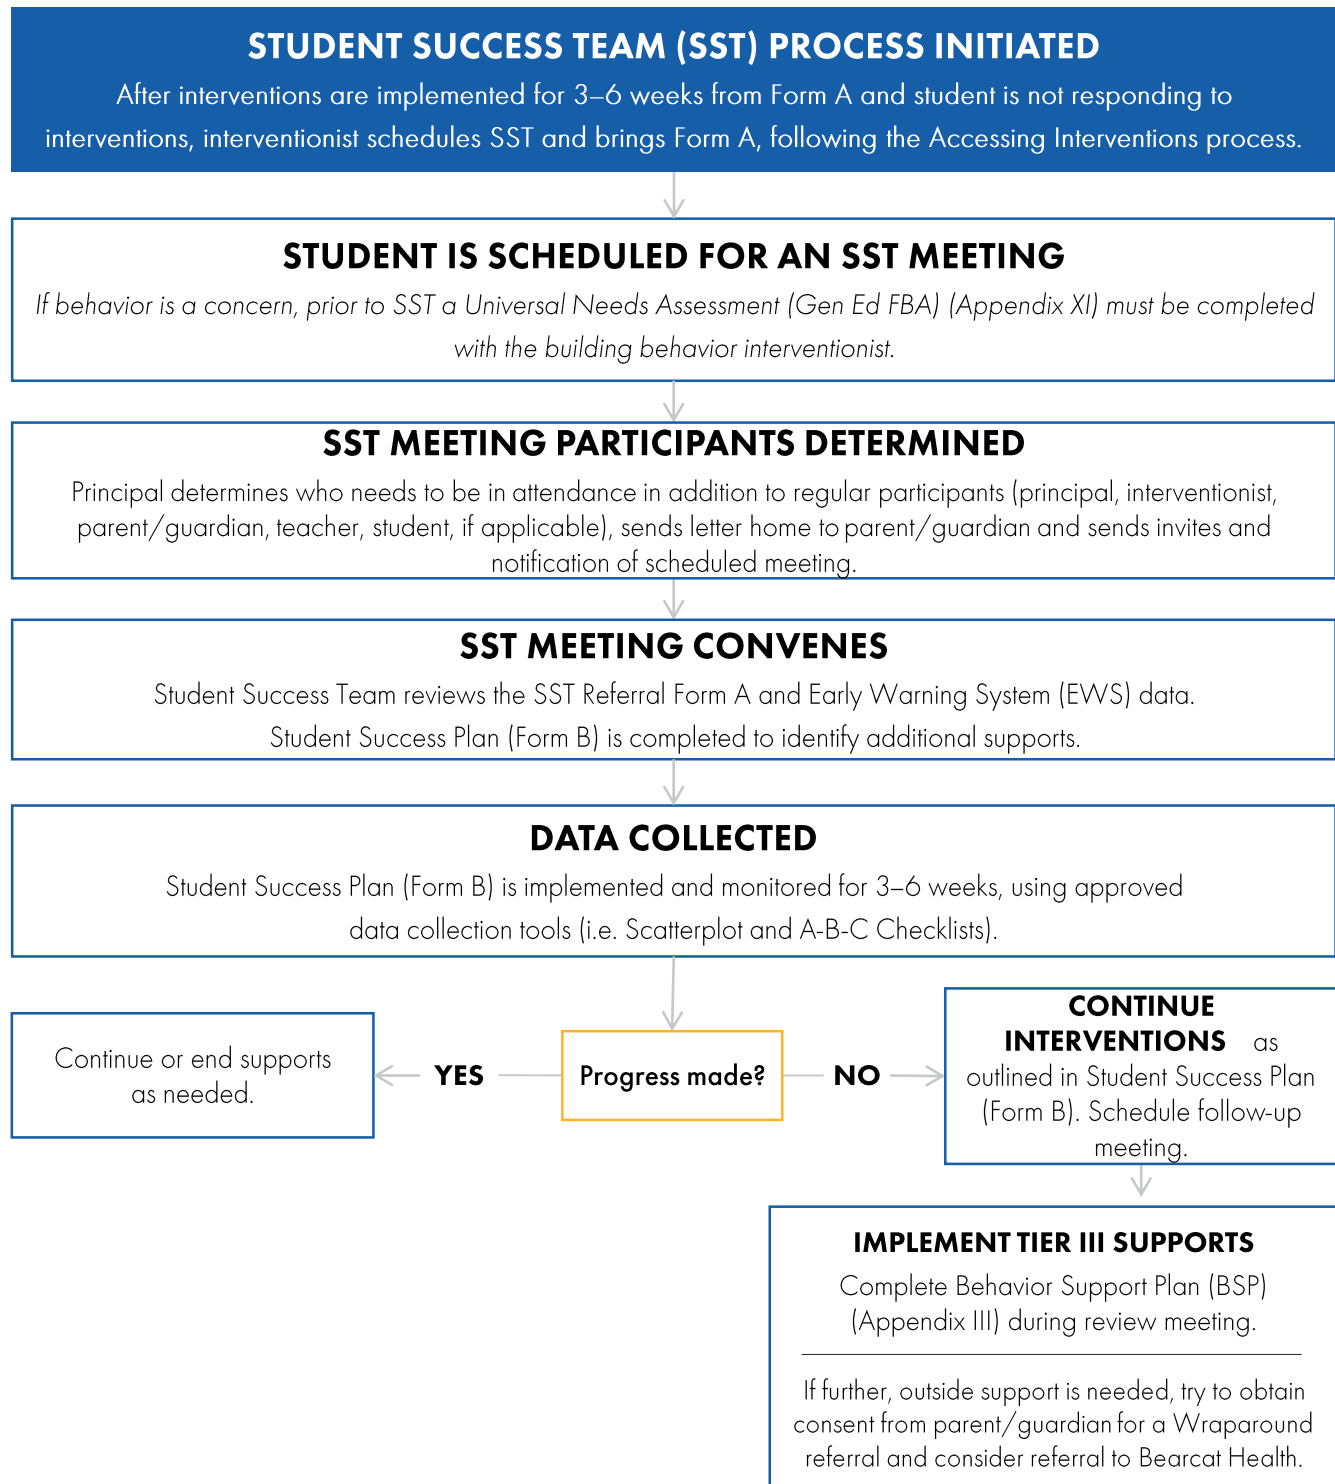 STUDENT SUCCESS TEAM (SST) PROCESS INITIATED
After interventions are implemented for 3–6 weeks from Form A and student is not responding to
interventions, interventionist schedules SST and brings Form A, following the Accessing Interventions process.
STUDENT IS SCHEDULED FOR AN SST MEETING
If behavior is a concern, prior to SST a Universal Needs Assessment (Gen Ed FBA) (Appendix XI) must be completed
with the building behavior interventionist.
SST MEETING PARTICIPANTS DETERMINED
Principal determines who needs to be in attendance in addition to regular participants (principal, interventionist,
parent/guardian, teacher, student, if applicable), sends letter home to parent/guardian and sends invites and
notification of scheduled meeting.
SST MEETING CONVENES
Student Success Team reviews the SST Referral Form A and Early Warning System (EWS) data.
Student Success Plan (Form B) is completed to identify additional supports.
DATA COLLECTED
Student Success Plan (Form B) is implemented and monitored for 3–6 weeks, using approved
data collection tools (i.e. Scatterplot and A-B-C Checklists).
Continue or end supports
as needed.
YES
Progress made?
NO
CONTINUE
INTERVENTIONS as
outlined in Student Success Plan
(Form B). Schedule follow-up
meeting.
IMPLEMENT TIER III SUPPORTS
Complete Behavior Support Plan (BSP)
(Appendix III) during review meeting.
If further, outside support is needed, try to obtain
consent from parent/guardian for a Wraparound
referral and consider referral to Bearcat Health.